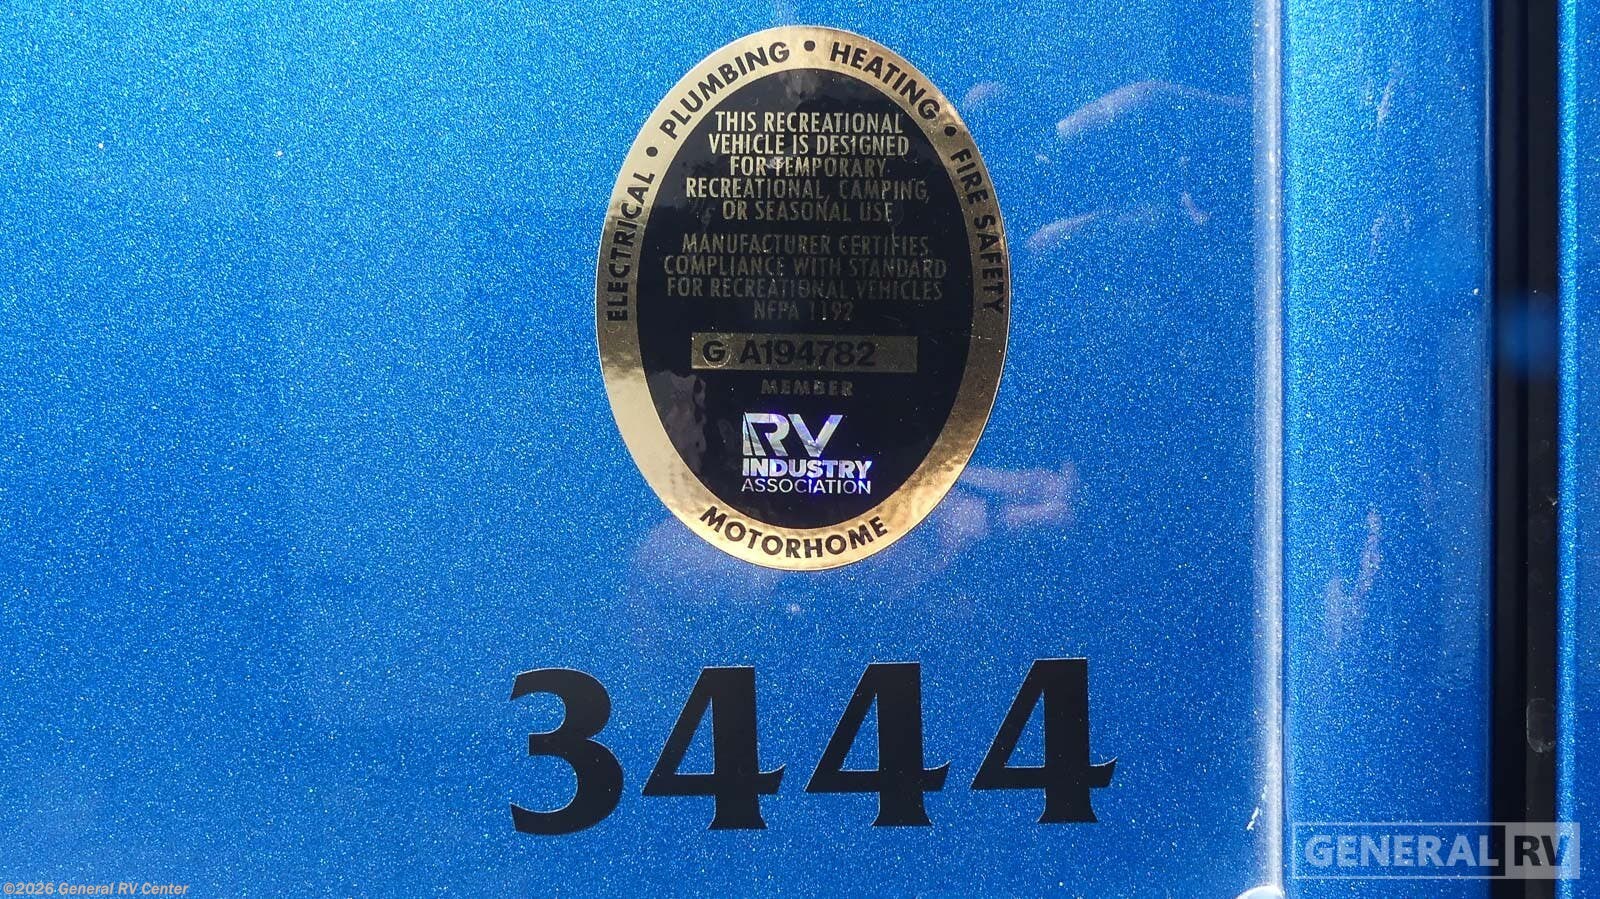 ELECTRICAL • PLUMBING • HEATING • FIRE SAFETY
THIS RECREATIONAL
VEHICLE IS DESIGNED
FOR TEMPORARY
RECREATIONAL, CAMPING,
OR SEASONAL USE
MANUFACTURER CERTIFIES
COMPLIANCE WITH STANDARD
FOR RECREATIONAL VEHICLES
NFPA 1192
G A194782
MEMBER
RV
INDUSTRY
ASSOCIATION
MOTORHOME
3444
GENERAL RV
©2026 General RV Center